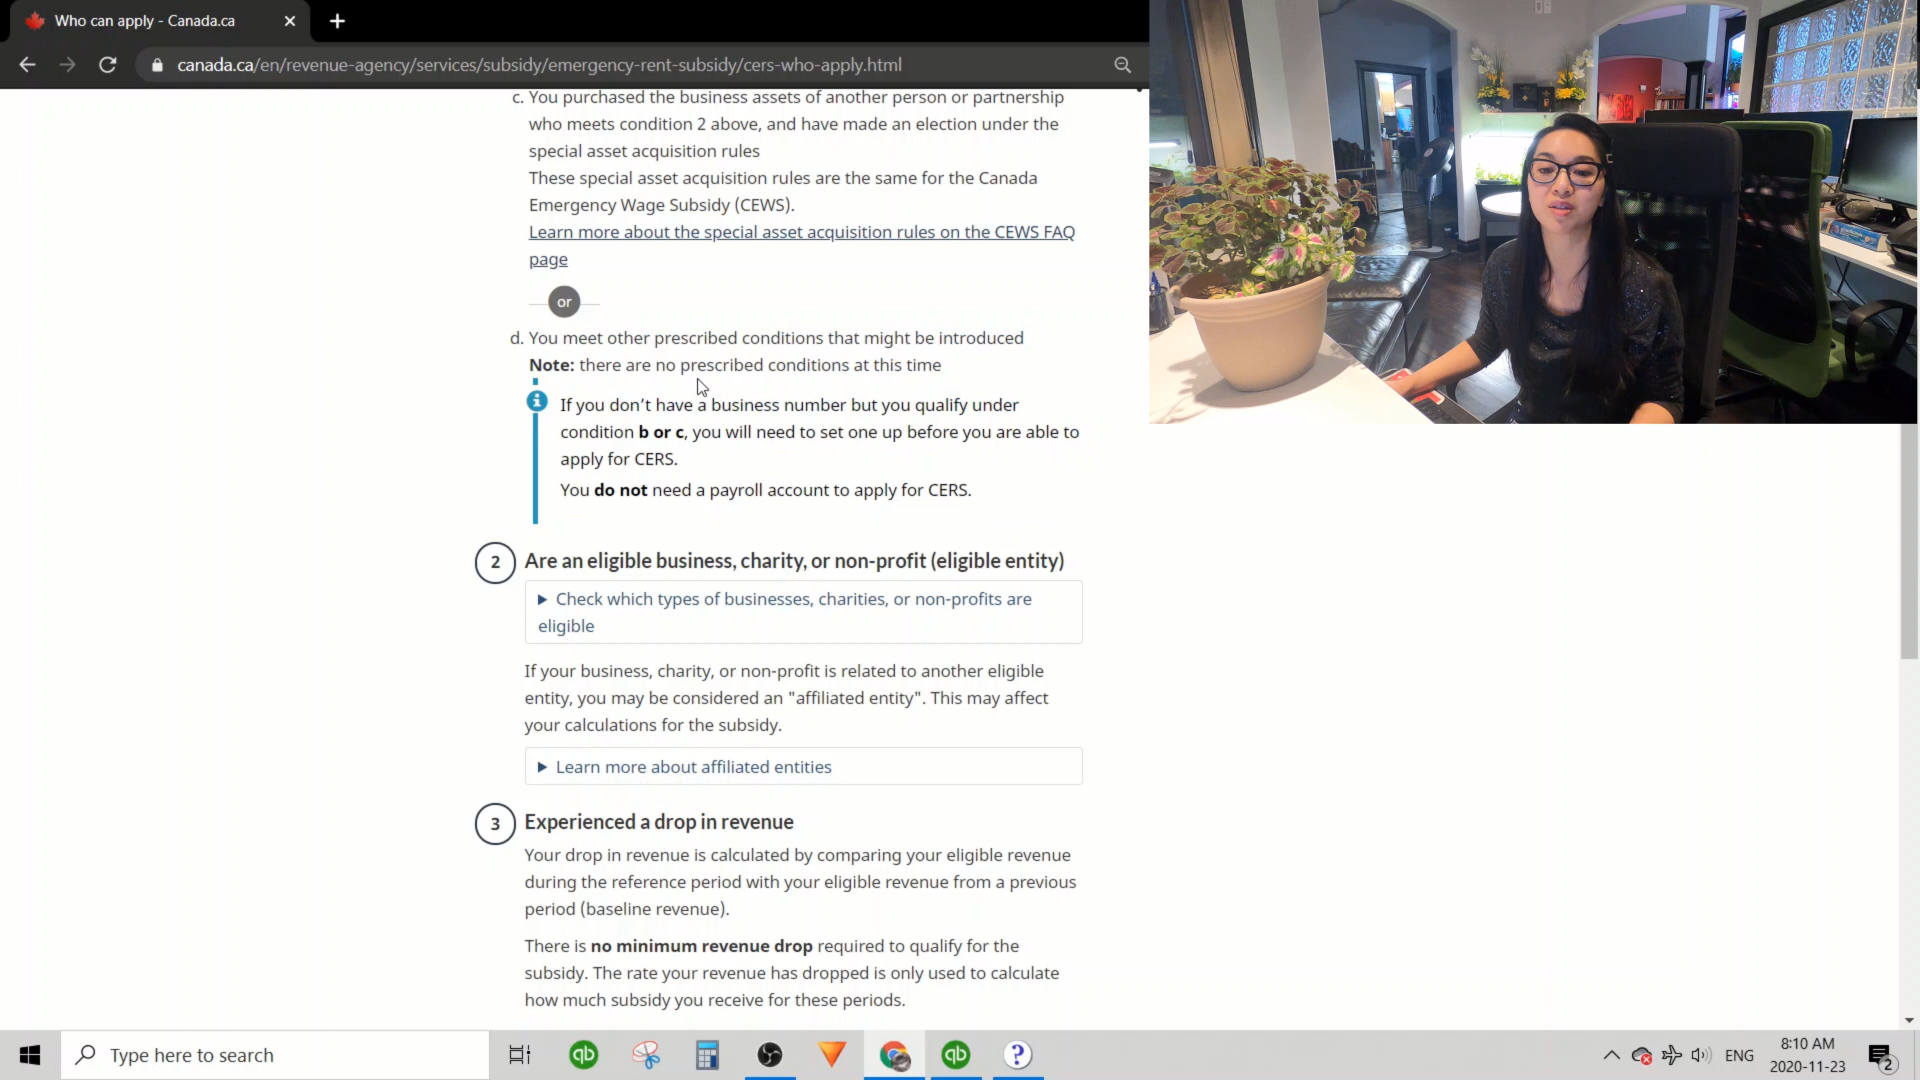 Who can apply - Canada.ca
canada.ca/en/revenue-agency/services/subsidy/emergency-rent-subsidy/cers-who-apply.html
c. You purchased the business assets of another person or partnership
who meets condition 2 above, and have made an election under the
special asset acquisition rules
These special asset acquisition rules are the same for the Canada
Emergency Wage Subsidy (CEWS).
Learn more about the special asset acquisition rules on the CEWS FAQ
page
or
d. You meet other prescribed conditions that might be introduced
Note: there are no prescribed conditions at this time
If you don’t have a business number but you qualify under
condition b or c, you will need to set one up before you are able to
apply for CERS.
You do not need a payroll account to apply for CERS.
2 Are an eligible business, charity, or non-profit (eligible entity)
Check which types of businesses, charities, or non-profits are
eligible
If your business, charity, or non-profit is related to another eligible
entity, you may be considered an "affiliated entity". This may affect
your calculations for the subsidy.
Learn more about affiliated entities
3 Experienced a drop in revenue
Your drop in revenue is calculated by comparing your eligible revenue
during the reference period with your eligible revenue from a previous
period (baseline revenue).
There is no minimum revenue drop required to qualify for the
subsidy. The rate your revenue has dropped is only used to calculate
how much subsidy you receive for these periods.
Type here to search
qb
qb
?
ENG
8:10 AM
2020-11-23
2